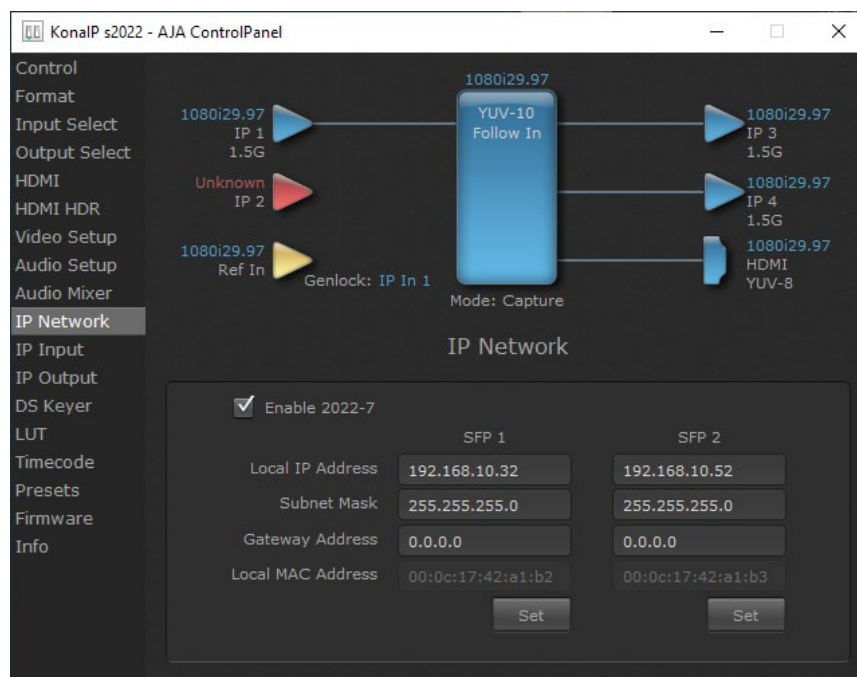 KonaIP s2022 - AJA ControlPanel
Control
Format
Input Select
Output Select
HDMI
HDMI HDR
Video Setup
Audio Setup
Audio Mixer
IP Network
IP Input
IP Output
DS Keyer
LUT
Timecode
Presets
Firmware
Info
1080i29.97
IP 1
1.5G
Unknown
IP 2
1080i29.97
Ref In
Genlock: IP In 1
1080i29.97
YUV-10
Follow In
Mode: Capture
1080i29.97
IP 3
1.5G
1080i29.97
IP 4
1.5G
1080i29.97
HDMI
YUV-8
IP Network
Enable 2022-7
SFP 1 SFP 2
Local IP Address 192.168.10.32 192.168.10.52
Subnet Mask 255.255.255.0 255.255.255.0
Gateway Address 0.0.0.0 0.0.0.0
Local MAC Address 00:0c:17:42:a1:b2 00:0c:17:42:a1:b3
Set Set